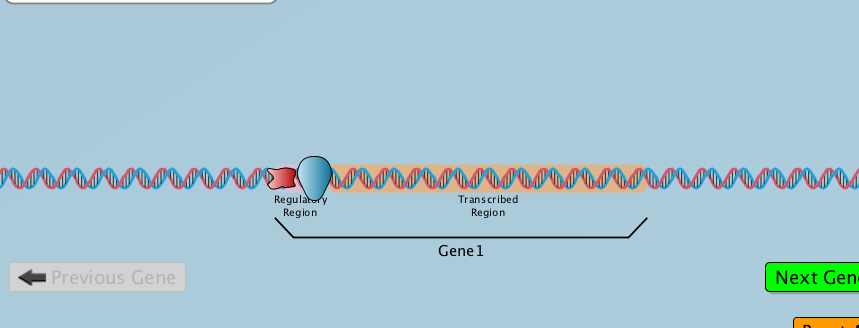 Regulatory
Region
Transcribed
Region
Gene1
Previous Gene
Next Gene